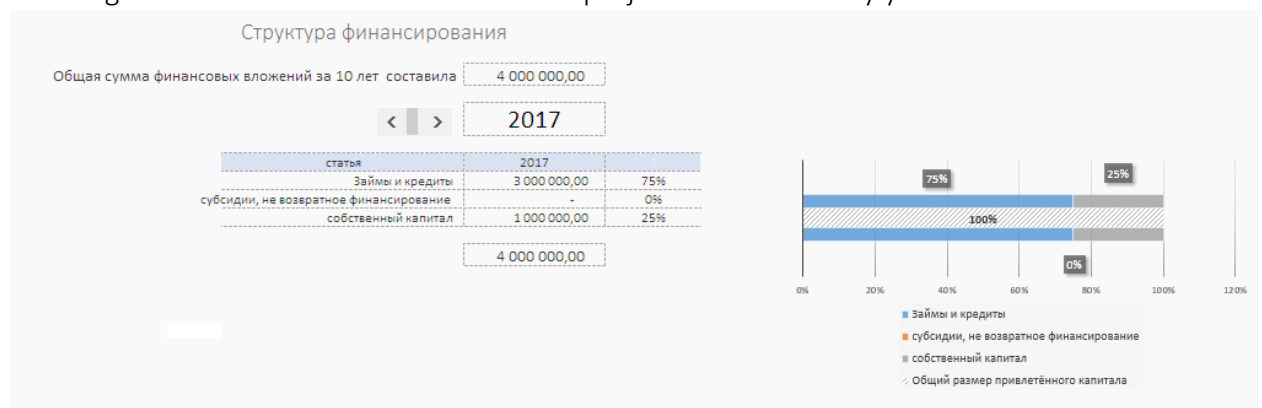 Структура финансирования
Общая сумма финансовых вложений за 10 лет составила 4 000 000,00
< > 2017
статья 2017
Займы и кредиты 3 000 000,00 75%
субсидии, не возвратное финансирование - 0%
собственный капитал 1 000 000,00 25%
4 000 000,00
75% 25%
100%
0%
0% 20% 40% 60% 80% 100% 120%
Займы и кредиты
субсидии, не возвратное финансирование
собственный капитал
Общий размер привлетённого капитала